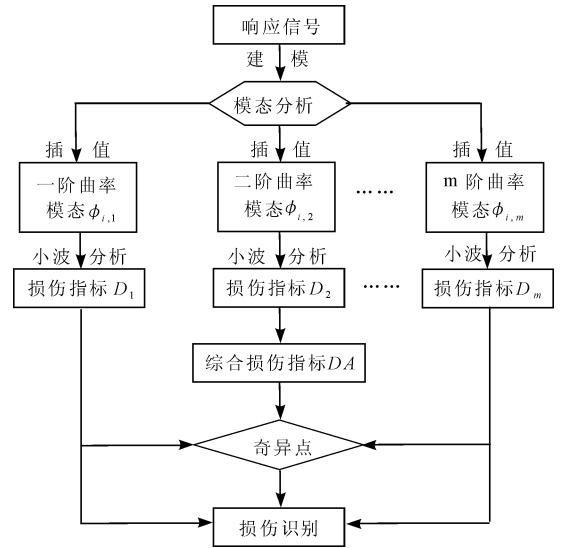 响应信号
建 模
模态分析
插 值 插 值 插 值
一阶曲率 二阶曲率 m 阶曲率
模态ϕi,1 模态ϕi,2 …… 模态ϕi,m
小波 分析 小波 分析 小波 分析
损伤指标 D1 损伤指标D2 …… 损伤指标Dm
综合损伤指标DA
奇异点
损伤识别